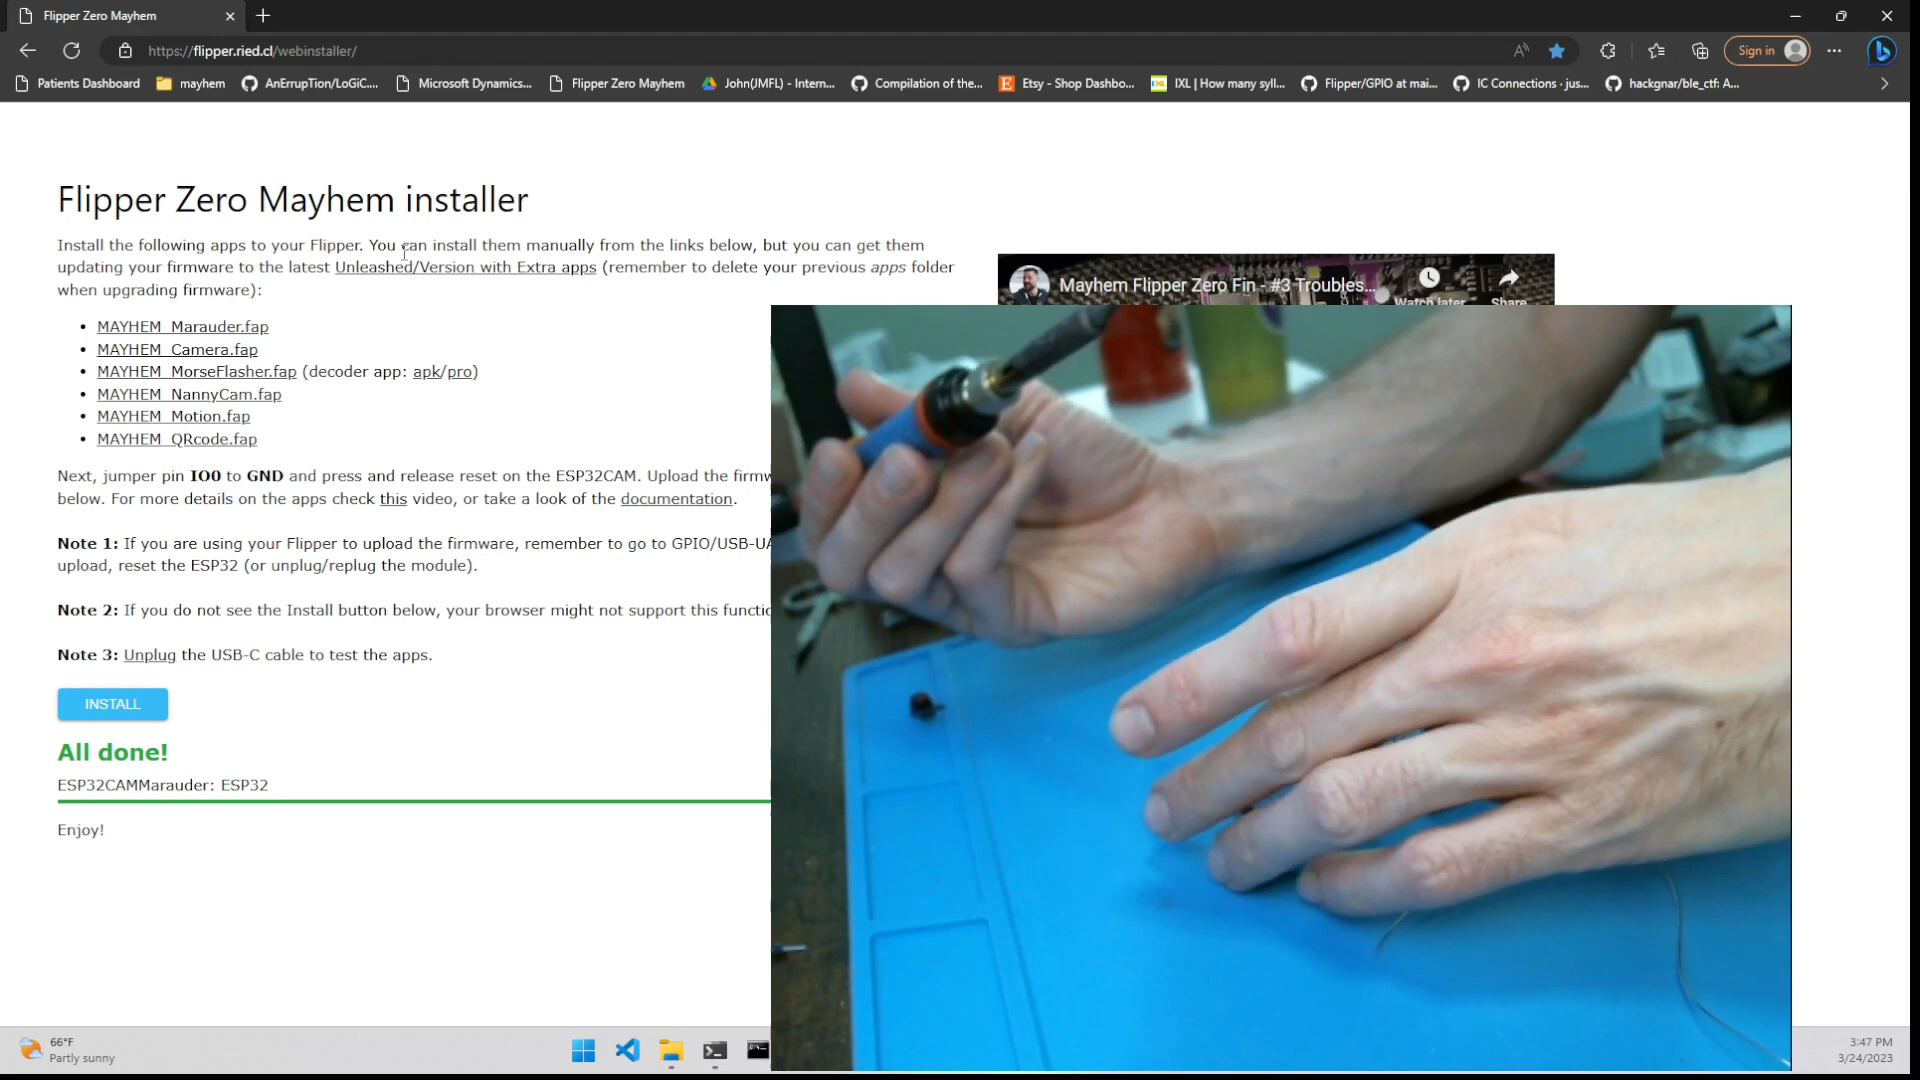 Flipper Zero Mayhem
https://flipper.ried.cl/webinstaller/
Sign in
Patients Dashboard mayhem AnErrupTion/LoGiC... Microsoft Dynamics... Flipper Zero Mayhem John(JMFL) - Intern... Compilation of the... Etsy - Shop Dashbo... IXL | How many syll... Flipper/GPIO at mai... IC Connections · jus... hackgnar/ble_ctf: A...
Flipper Zero Mayhem installer
Install the following apps to your Flipper. You can install them manually from the links below, but you can get them
updating your firmware to the latest Unleashed/Version with Extra apps (remember to delete your previous apps folder
when upgrading firmware):
Mayhem Flipper Zero Fin - #3 Troubles...
Watch later Share
• MAYHEM_Marauder.fap
• MAYHEM_Camera.fap
• MAYHEM_MorseFlasher.fap (decoder app: apk/pro)
• MAYHEM_NannyCam.fap
• MAYHEM_Motion.fap
• MAYHEM_QRcode.fap
Next, jumper pin IO0 to GND and press and release reset on the ESP32CAM. Upload the firmw
below. For more details on the apps check this video, or take a look of the documentation.
Note 1: If you are using your Flipper to upload the firmware, remember to go to GPIO/USB-UA
upload, reset the ESP32 (or unplug/replug the module).
Note 2: If you do not see the Install button below, your browser might not support this functio
Note 3: Unplug the USB-C cable to test the apps.
INSTALL
All done!
ESP32CAMMarauder: ESP32
Enjoy!
66°F
Partly sunny
3:47 PM
3/24/2023